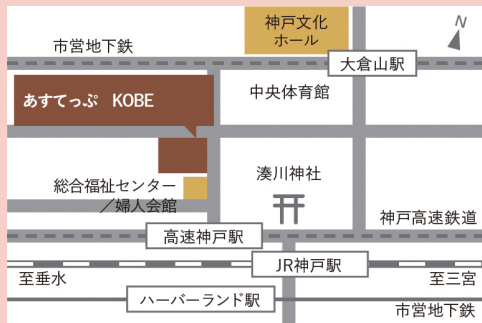 神戸文化
ホール
N
市営地下鉄
大倉山駅
あすてっぷ KOBE
中央体育館
総合福祉センター
／婦人会館
湊川神社
神戸高速鉄道
高速神戸駅
JR神戸駅
至垂水
至三宮
ハーバーランド駅
市営地下鉄